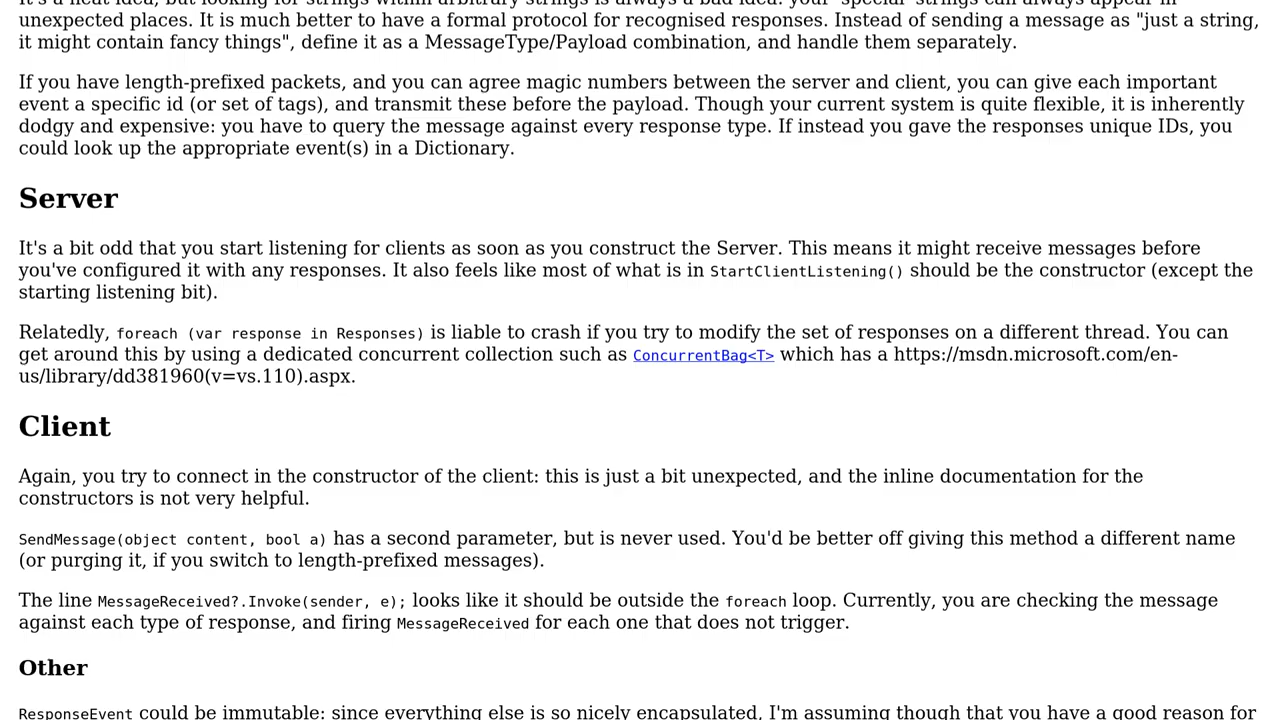 unexpected places. It is much better to have a formal protocol for recognised responses. Instead of sending a message as "just a string,
it might contain fancy things", define it as a MessageType/Payload combination, and handle them separately.
If you have length-prefixed packets, and you can agree magic numbers between the server and client, you can give each important
event a specific id (or set of tags), and transmit these before the payload. Though your current system is quite flexible, it is inherently
dodgy and expensive: you have to query the message against every response type. If instead you gave the responses unique IDs, you
could look up the appropriate event(s) in a Dictionary.
Server
It's a bit odd that you start listening for clients as soon as you construct the Server. This means it might receive messages before
you've configured it with any responses. It also feels like most of what is in StartClientListening() should be the constructor (except the
starting listening bit).
Relatedly, foreach (var response in Responses) is liable to crash if you try to modify the set of responses on a different thread. You can
get around this by using a dedicated concurrent collection such as ConcurrentBag<T> which has a https://msdn.microsoft.com/en-
us/library/dd381960(v=vs.110).aspx.
Client
Again, you try to connect in the constructor of the client: this is just a bit unexpected, and the inline documentation for the
constructors is not very helpful.
SendMessage(object content, bool a) has a second parameter, but is never used. You'd be better off giving this method a different name
(or purging it, if you switch to length-prefixed messages).
The line MessageReceived?.Invoke(sender, e); looks like it should be outside the foreach loop. Currently, you are checking the message
against each type of response, and firing MessageReceived for each one that does not trigger.
Other
ResponseEvent could be immutable: since everything else is so nicely encapsulated, I'm assuming though that you have a good reason for